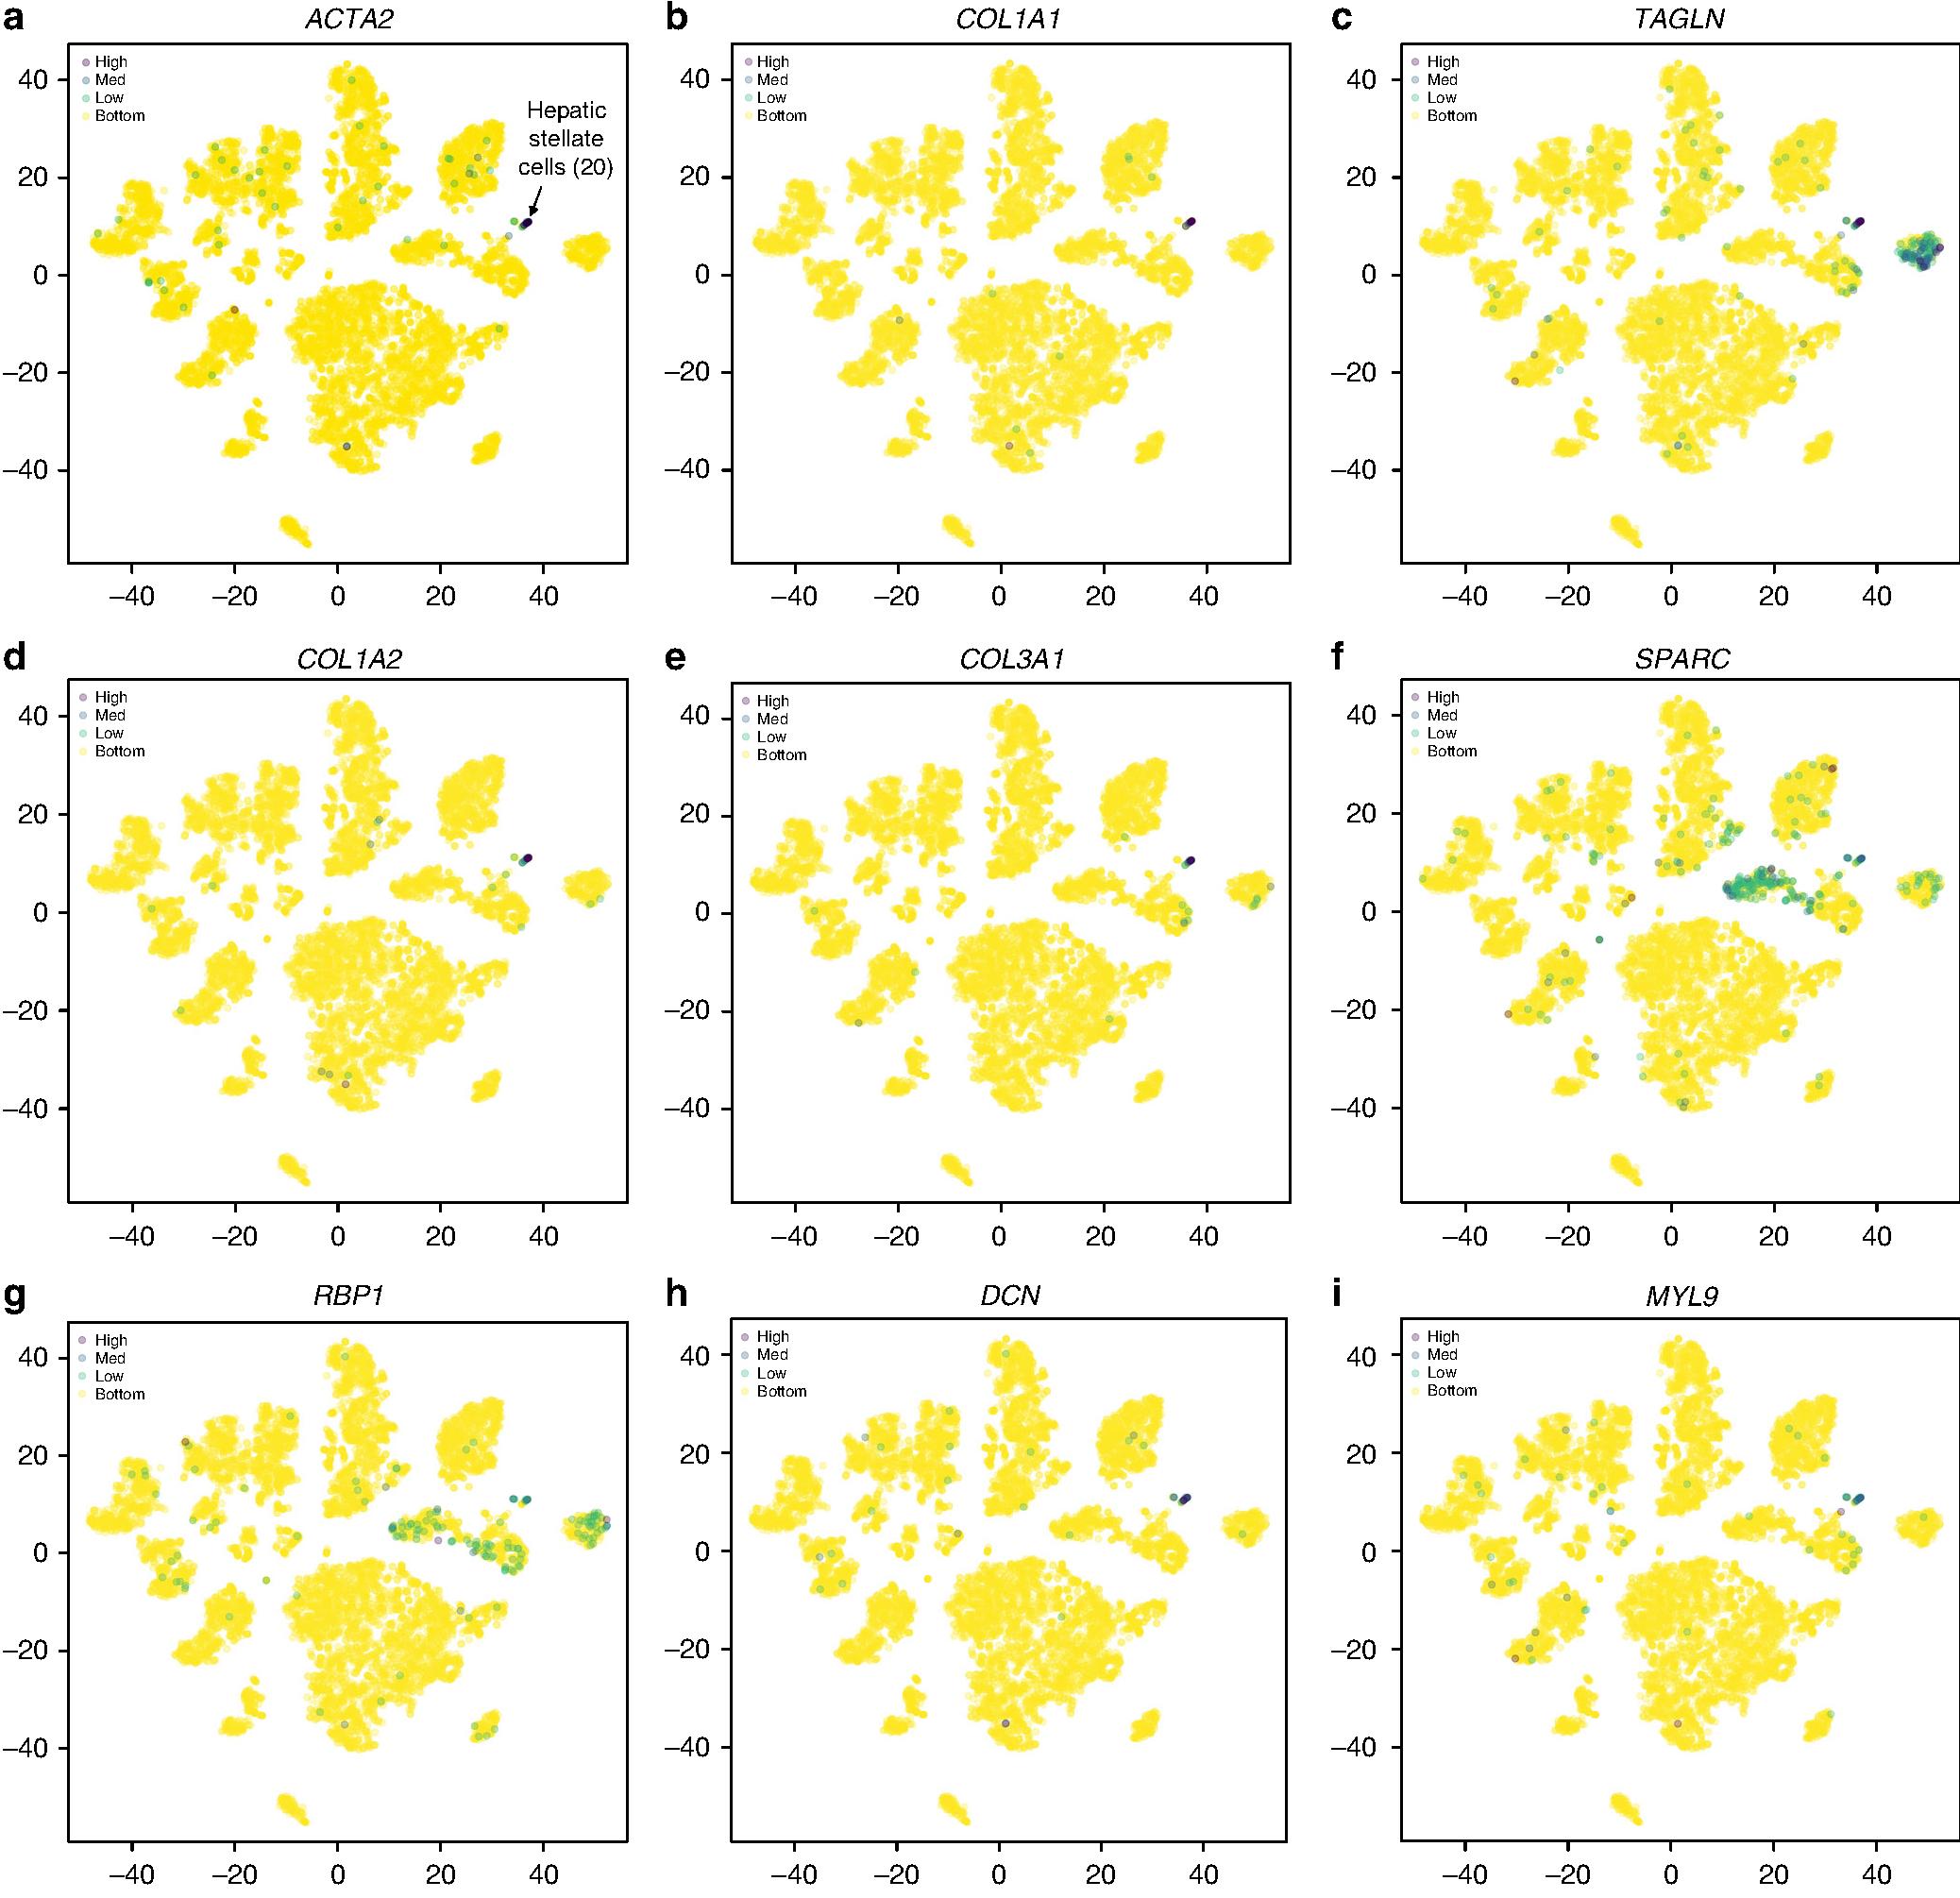 a ACTA2
High
Med
Low
Bottom
Hepatic
stellate
cells (20)
40
20
0
–20
–40
–40 –20 0 20 40
b COL1A1
High
Med
Low
Bottom
40
20
0
–20
–40
–40 –20 0 20 40
c TAGLN
High
Med
Low
Bottom
40
20
0
–20
–40
–40 –20 0 20 40
d COL1A2
High
Med
Low
Bottom
40
20
0
–20
–40
–40 –20 0 20 40
e COL3A1
High
Med
Low
Bottom
40
20
0
–20
–40
–40 –20 0 20 40
f SPARC
High
Med
Low
Bottom
40
20
0
–20
–40
–40 –20 0 20 40
g RBP1
High
Med
Low
Bottom
40
20
0
–20
–40
–40 –20 0 20 40
h DCN
High
Med
Low
Bottom
40
20
0
–20
–40
–40 –20 0 20 40
i MYL9
High
Med
Low
Bottom
40
20
0
–20
–40
–40 –20 0 20 40